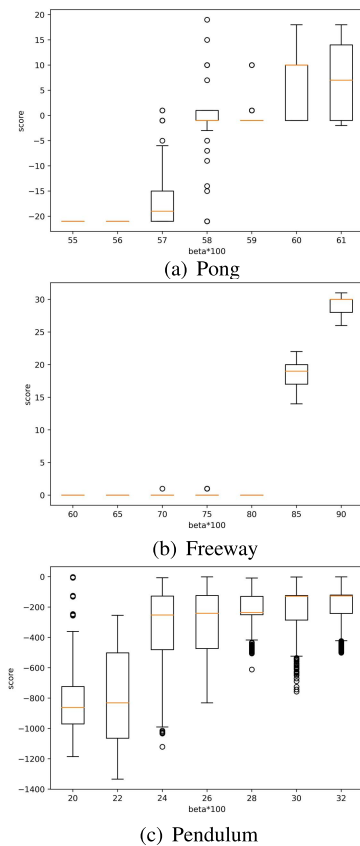 20
15
10
5
0
−5
−10
−15
−20
score
55 56 57 58 59 60 61
beta*100
(a) Pong
30
25
20
15
10
5
0
score
60 65 70 75 80 85 90
beta*100
(b) Freeway
0
−200
−400
−600
−800
−1000
−1200
−1400
score
20 22 24 26 28 30 32
beta*100
(c) Pendulum